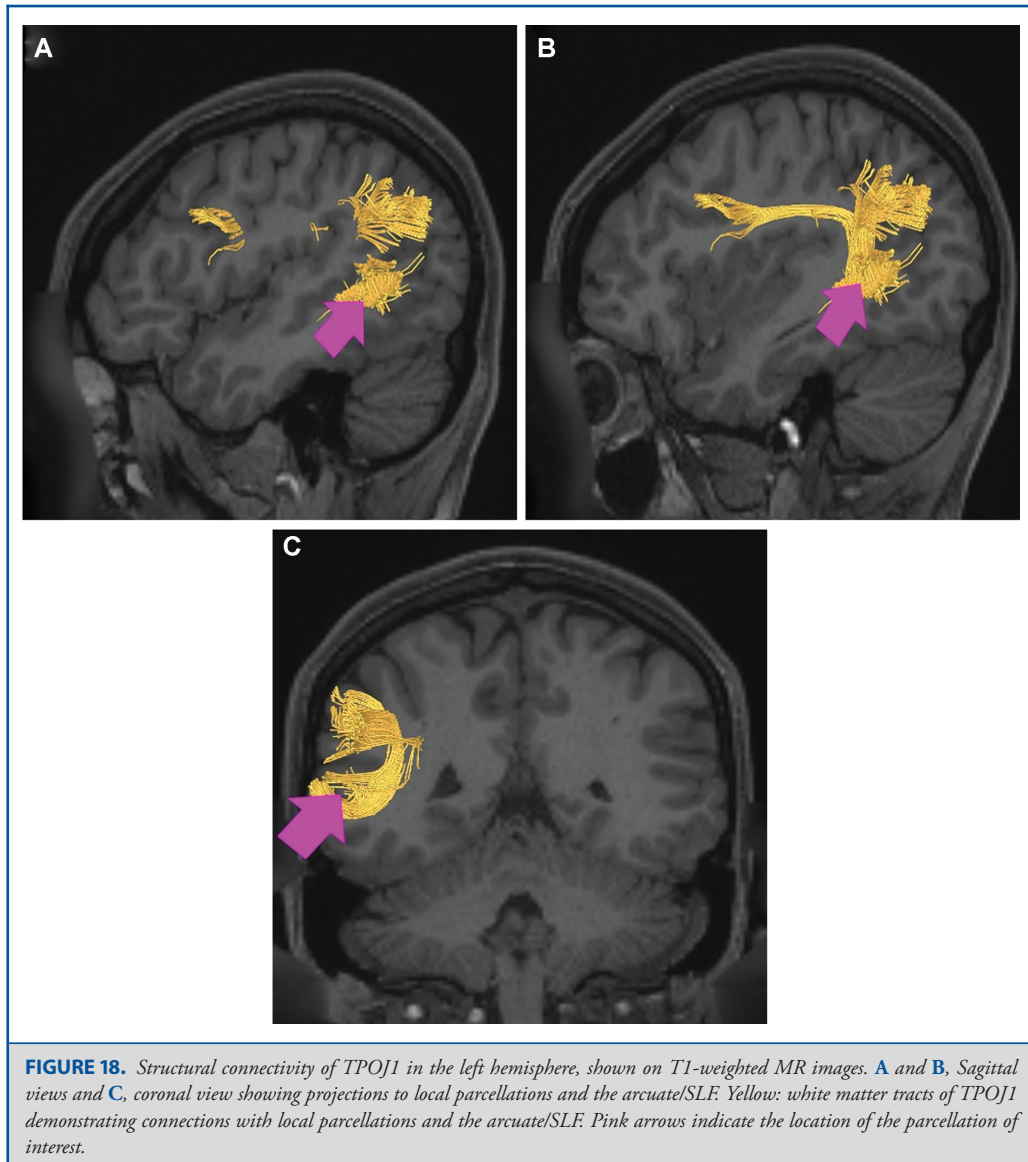 A
B
C
FIGURE 18. Structural connectivity of TPOJ1 in the left hemisphere, shown on T1-weighted MR images. A and B, Sagittal
views and C, coronal view showing projections to local parcellations and the arcuate/SLF. Yellow: white matter tracts of TPOJ1
demonstrating connections with local parcellations and the arcuate/SLF. Pink arrows indicate the location of the parcellation of
interest.